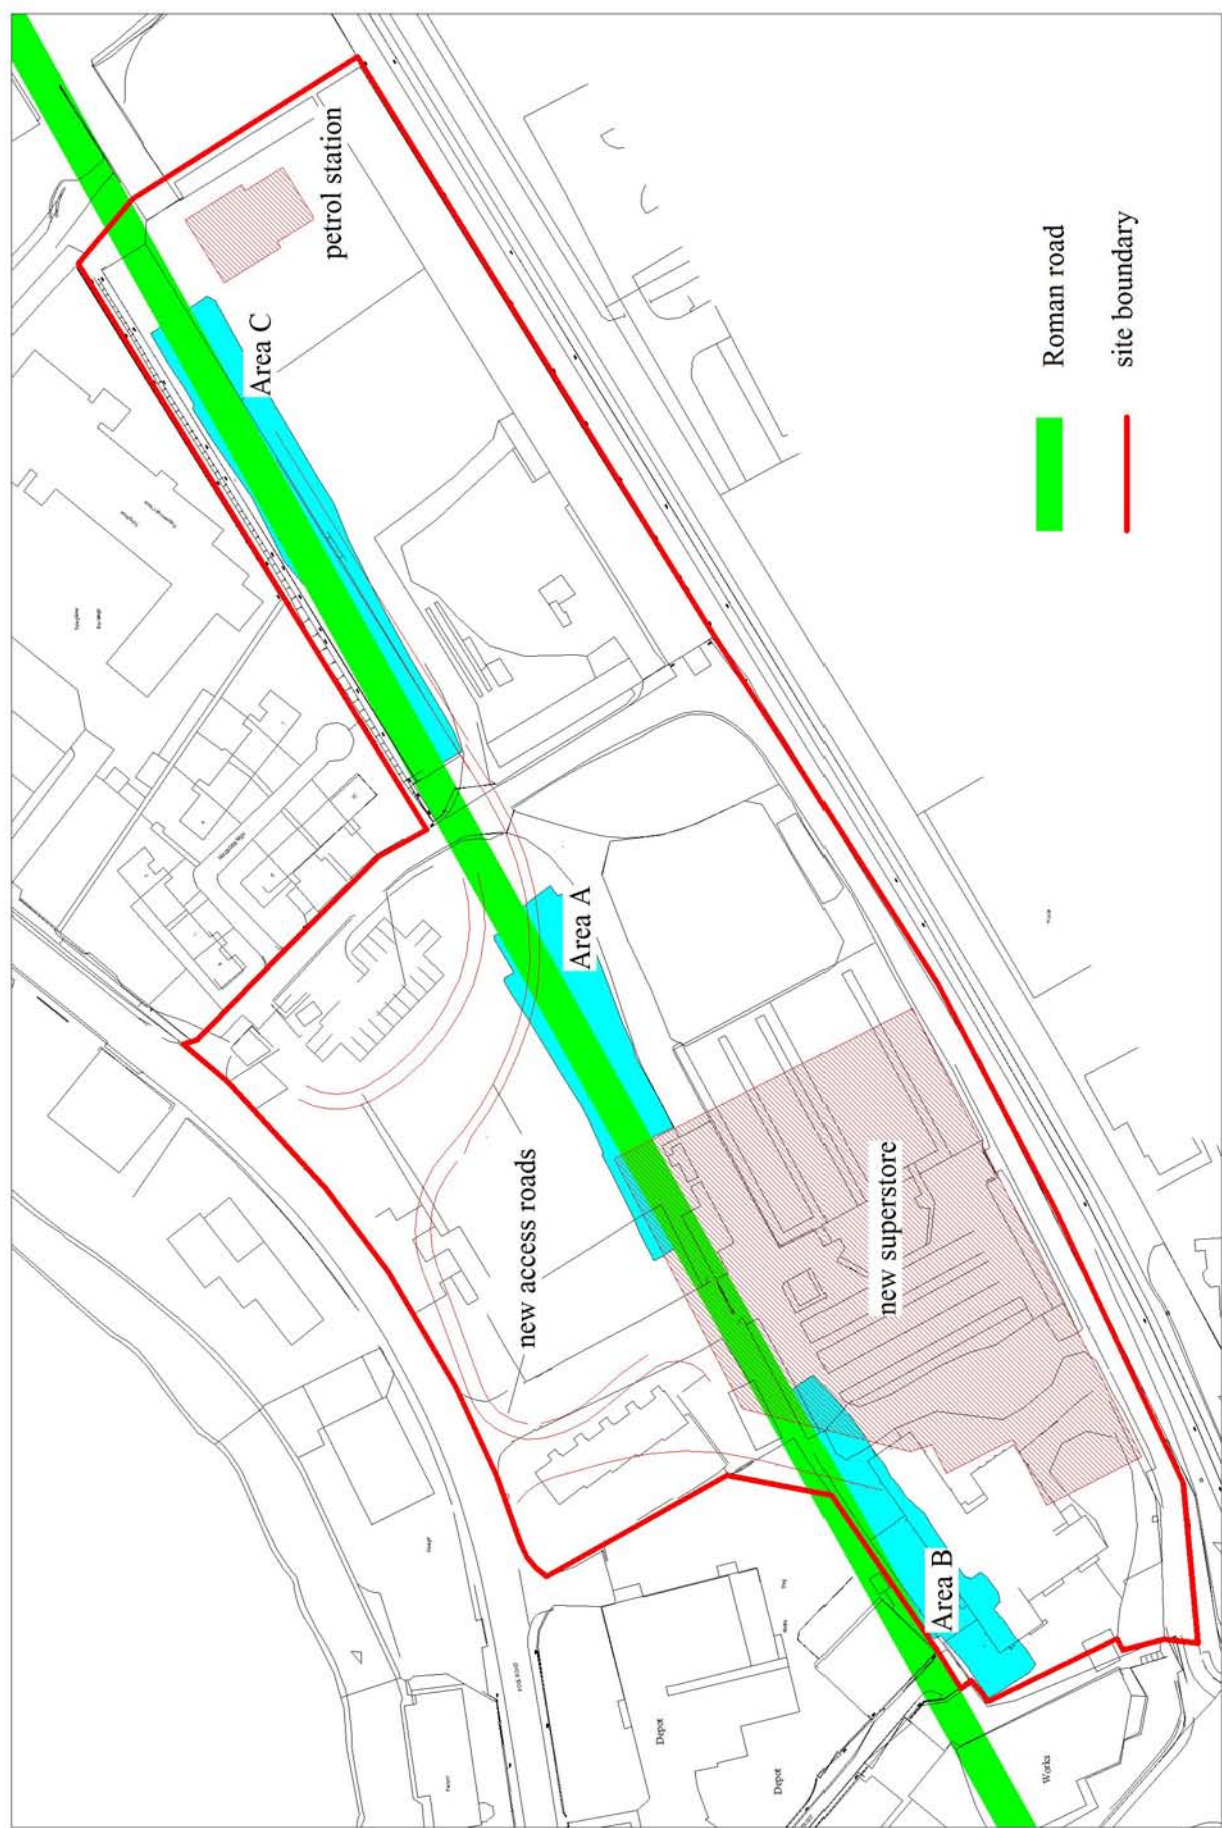 petrol station
Area C
Area A
new access roads
new superstore
Area B
Roman road
site boundary
Depot
Depot
Works